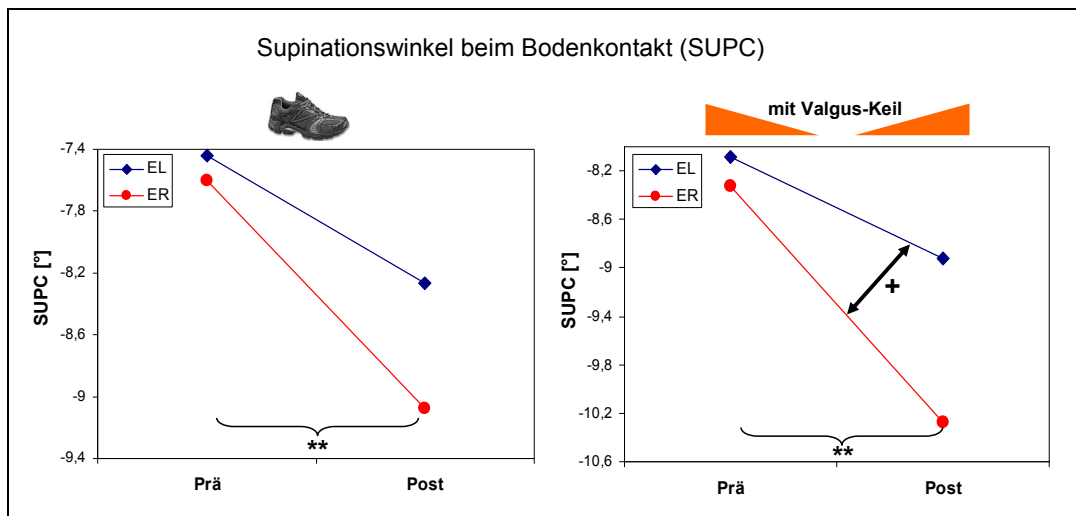 Supinationswinkel beim Bodenkontakt (SUPC)
SUPC [°]
-7,4
-7,8
-8,2
-8,6
-9
-9,4
EL
ER
**
Prä Post
mit Valgus-Keil
SUPC [°]
-8,2
-8,6
-9
-9,4
-9,8
-10,2
-10,6
EL
ER
+
**
Prä Post